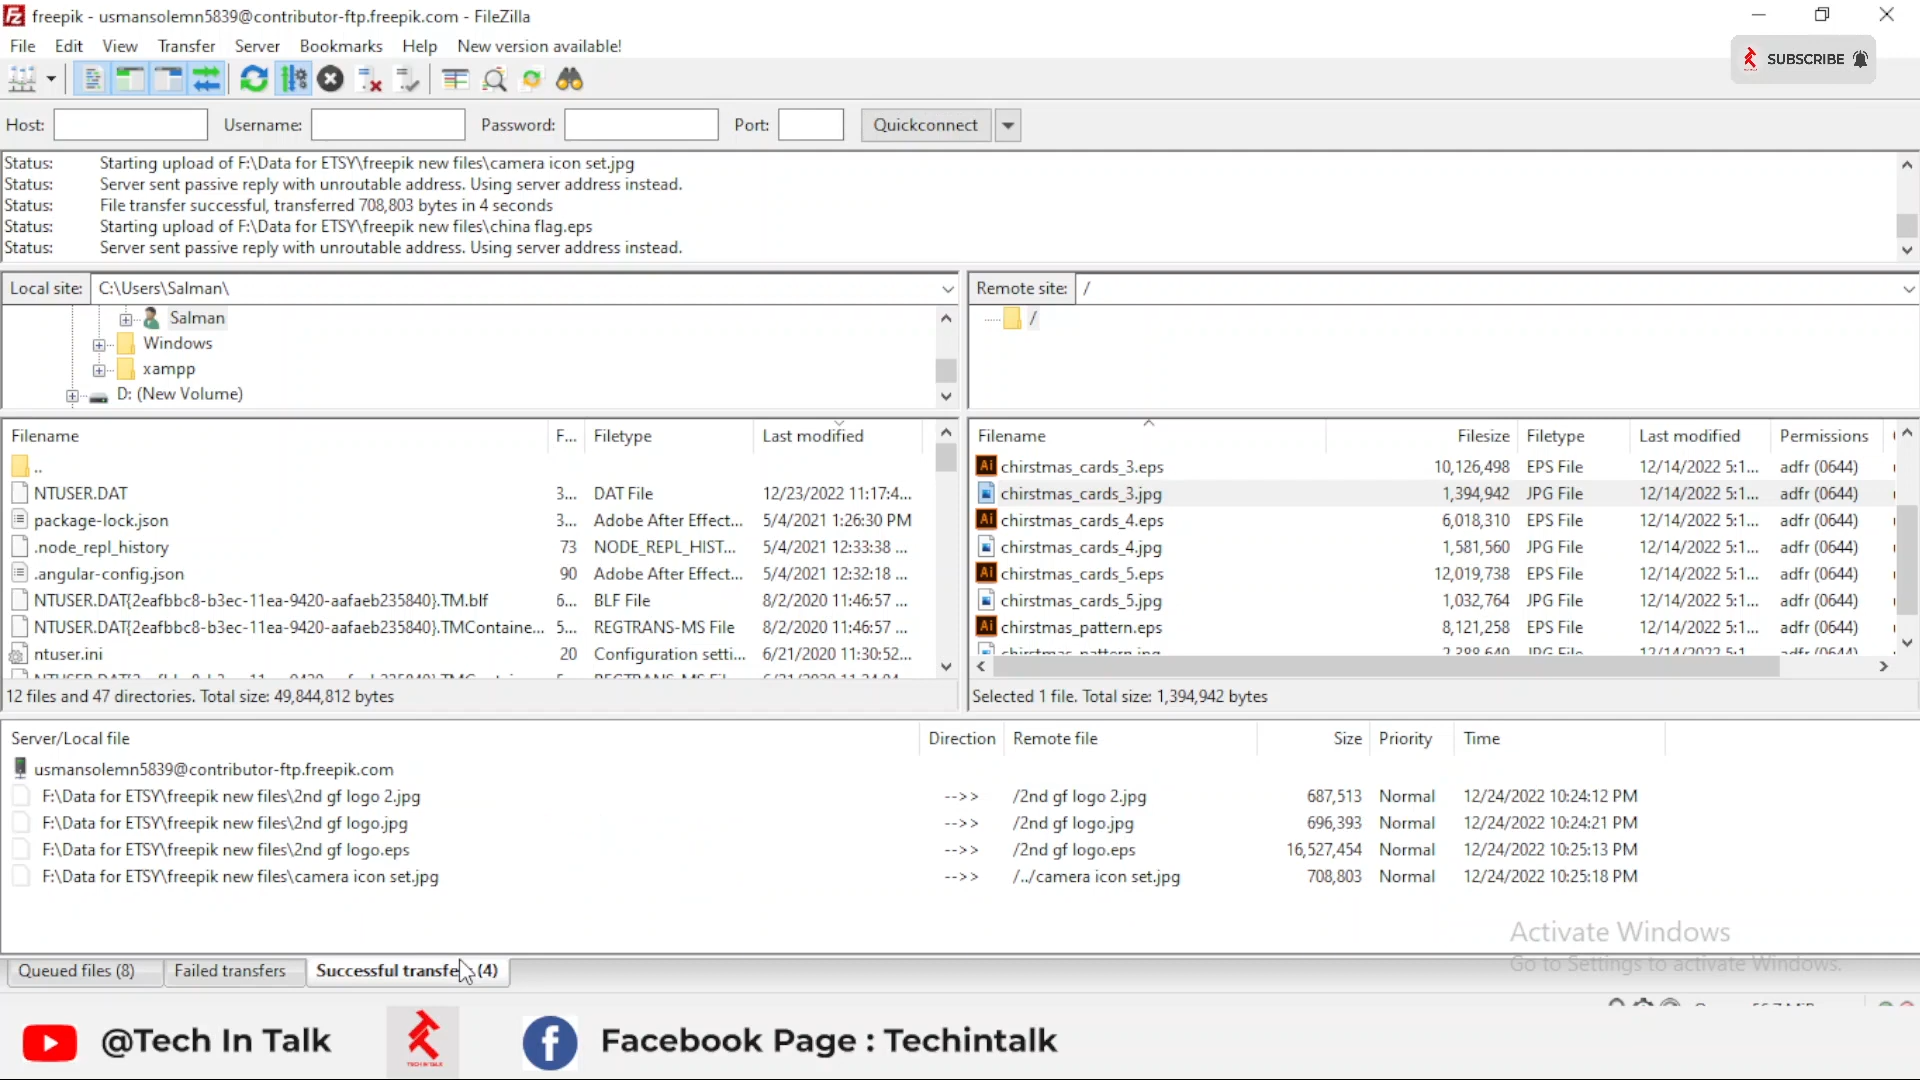 freepik - usmansolemn5839@contributor-ftp.freepik.com - FileZilla
File Edit View Transfer Server Bookmarks Help New version available!
SUBSCRIBE
Host: Username: Password: Port: Quickconnect
Status: Starting upload of F:\Data for ETSY\freepik new files\camera icon set.jpg
Status: Server sent passive reply with unroutable address. Using server address instead.
Status: File transfer successful, transferred 708,803 bytes in 4 seconds
Status: Starting upload of F:\Data for ETSY\freepik new files\china flag.eps
Status: Server sent passive reply with unroutable address. Using server address instead.
Local site: C:\Users\Salman\
Salman
Windows
xampp
D: (New Volume)
Remote site: /
/
Filename F... Filetype Last modified
..
NTUSER.DAT 3... DAT File 12/23/2022 11:17:4...
package-lock.json 3... Adobe After Effect... 5/4/2021 1:26:30 PM
.node_repl_history 73 NODE_REPL_HIST... 5/4/2021 12:33:38 ...
.angular-config.json 90 Adobe After Effect... 5/4/2021 12:32:18 ...
NTUSER.DAT{2eafbbc8-b3ec-11ea-9420-aafaeb235840}.TM.blf 6... BLF File 8/2/2020 11:46:57 ...
NTUSER.DAT{2eafbbc8-b3ec-11ea-9420-aafaeb235840}.TMContaine... 5... REGTRANS-MS File 8/2/2020 11:46:57 ...
ntuser.ini 20 Configuration setti... 6/21/2020 11:30:52...
12 files and 47 directories. Total size: 49,844,812 bytes
Filename Filesize Filetype Last modified Permissions
chirstmas_cards_3.eps 10,126,498 EPS File 12/14/2022 5:1... adfr (0644)
chirstmas_cards_3.jpg 1,394,942 JPG File 12/14/2022 5:1... adfr (0644)
chirstmas_cards_4.eps 6,018,310 EPS File 12/14/2022 5:1... adfr (0644)
chirstmas_cards_4.jpg 1,581,560 JPG File 12/14/2022 5:1... adfr (0644)
chirstmas_cards_5.eps 12,019,738 EPS File 12/14/2022 5:1... adfr (0644)
chirstmas_cards_5.jpg 1,032,764 JPG File 12/14/2022 5:1... adfr (0644)
chirstmas_pattern.eps 8,121,258 EPS File 12/14/2022 5:1... adfr (0644)
Selected 1 file. Total size: 1,394,942 bytes
Server/Local file Direction Remote file Size Priority Time
usmansolemn5839@contributor-ftp.freepik.com
F:\Data for ETSY\freepik new files\2nd gf logo 2.jpg -->> /2nd gf logo 2.jpg 687,513 Normal 12/24/2022 10:24:12 PM
F:\Data for ETSY\freepik new files\2nd gf logo.jpg -->> /2nd gf logo.jpg 696,393 Normal 12/24/2022 10:24:21 PM
F:\Data for ETSY\freepik new files\2nd gf logo.eps -->> /2nd gf logo.eps 16,527,454 Normal 12/24/2022 10:25:13 PM
F:\Data for ETSY\freepik new files\camera icon set.jpg -->> /../camera icon set.jpg 708,803 Normal 12/24/2022 10:25:18 PM
Activate Windows
Go to Settings to activate Windows.
Queued files (8) Failed transfers Successful transfe (4)
@Tech In Talk TECH IN TALK Facebook Page : Techintalk